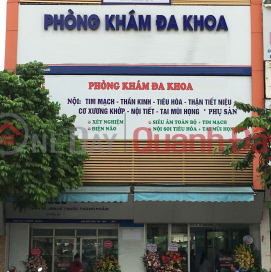 PHÒNG KHÁM ĐA KHOA
PHÒNG KHÁM ĐA KHOA
NỘI: TIM MẠCH - THẦN KINH - TIÊU HÓA - THẬN TIẾT NIỆU
CƠ XƯƠNG KHỚP - NỘI TIẾT - TAI MŨI HỌNG * PHỤ SẢN
XÉT NGHIỆM SIÊU ÂM TOÀN BỘ - TIM MẠCH
ĐIỆN NÃO NỘI SOI TIÊU HÓA - TAI MŨI HỌNG